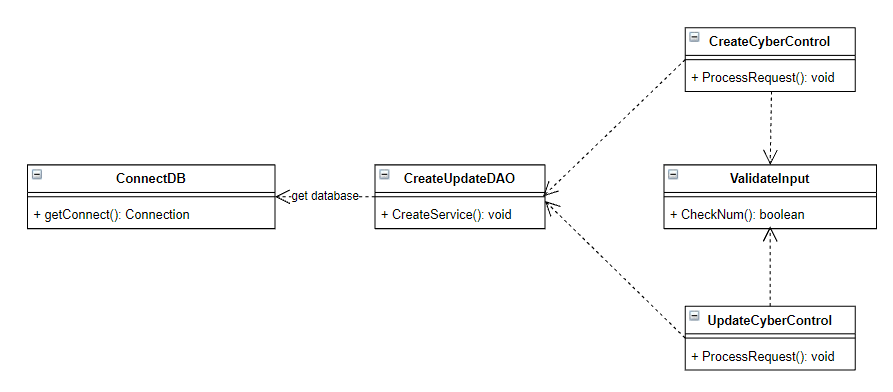 CreateCyberControl
+ ProcessRequest(): void
ConnectDB
+ getConnect(): Connection
get database
CreateUpdateDAO
+ CreateService(): void
ValidateInput
+ CheckNum(): boolean
UpdateCyberControl
+ ProcessRequest(): void